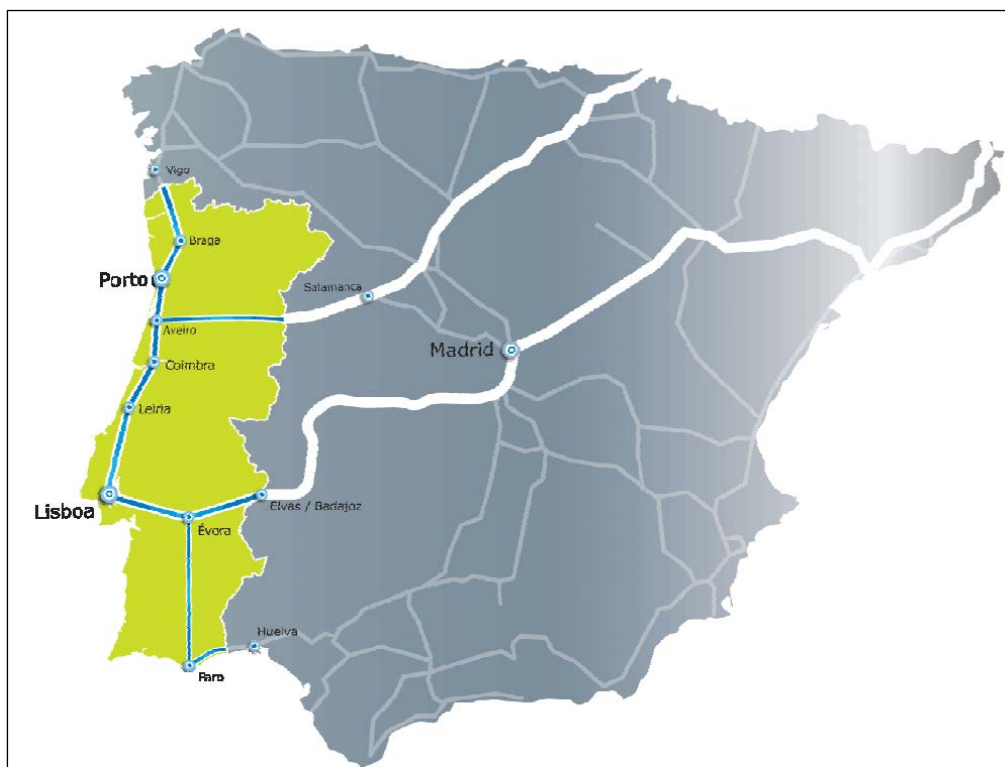 Vigo
Braga
Porto
Salamanca
Aveiro
Madrid
Coimbra
Leiria
Lisboa
Elvas / Badajoz
Évora
Huelva
Faro